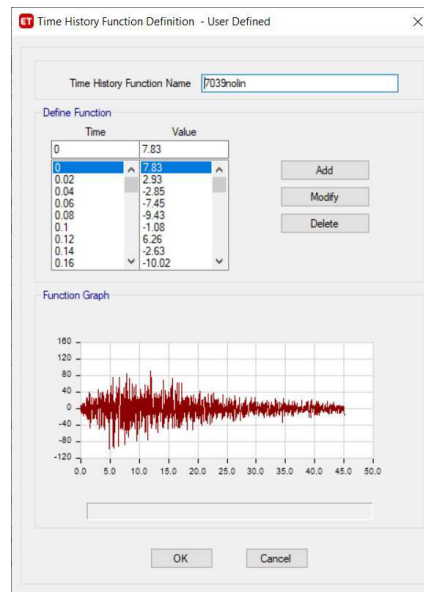 ET Time History Function Definition - User Defined
Time History Function Name 7039nolin
Define Function
Time Value
0 7.83
0 7.83
0.02 2.93
0.04 -2.85
0.06 -7.45
0.08 -9.43
0.1 -1.08
0.12 6.26
0.14 -2.63
0.16 -10.02
Add
Modify
Delete
Function Graph
160
120
80
40
0
-40
-80
-120
0.0 5.0 10.0 15.0 20.0 25.0 30.0 35.0 40.0 45.0 50.0
OK Cancel